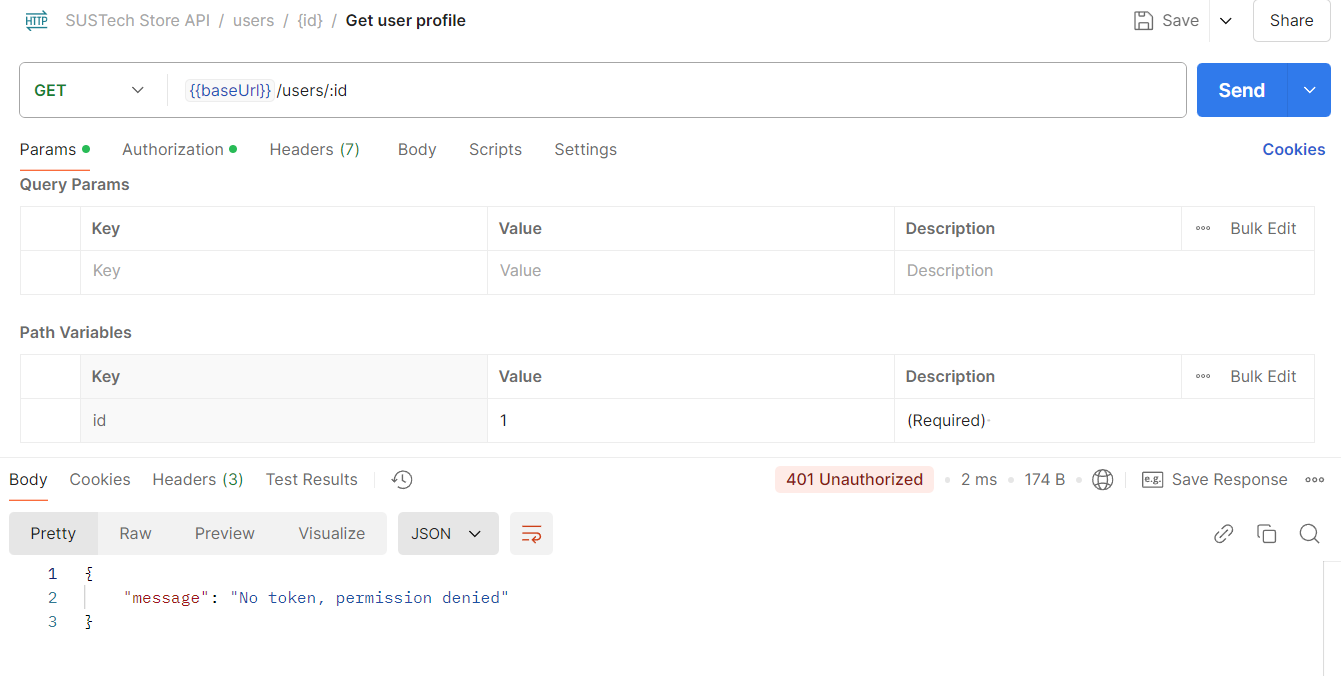 HTTP SUSTech Store API / users / {id} / Get user profile Save Share
GET {{baseUrl}} /users/:id Send
Params Authorization Headers (7) Body Scripts Settings Cookies
Query Params
Key Value Description Bulk Edit
Key Value Description
Path Variables
Key Value Description Bulk Edit
id 1 (Required)
Body Cookies Headers (3) Test Results 401 Unauthorized 2 ms 174 B e.g. Save Response
Pretty Raw Preview Visualize JSON
1 {
2 "message": "No token, permission denied"
3 }